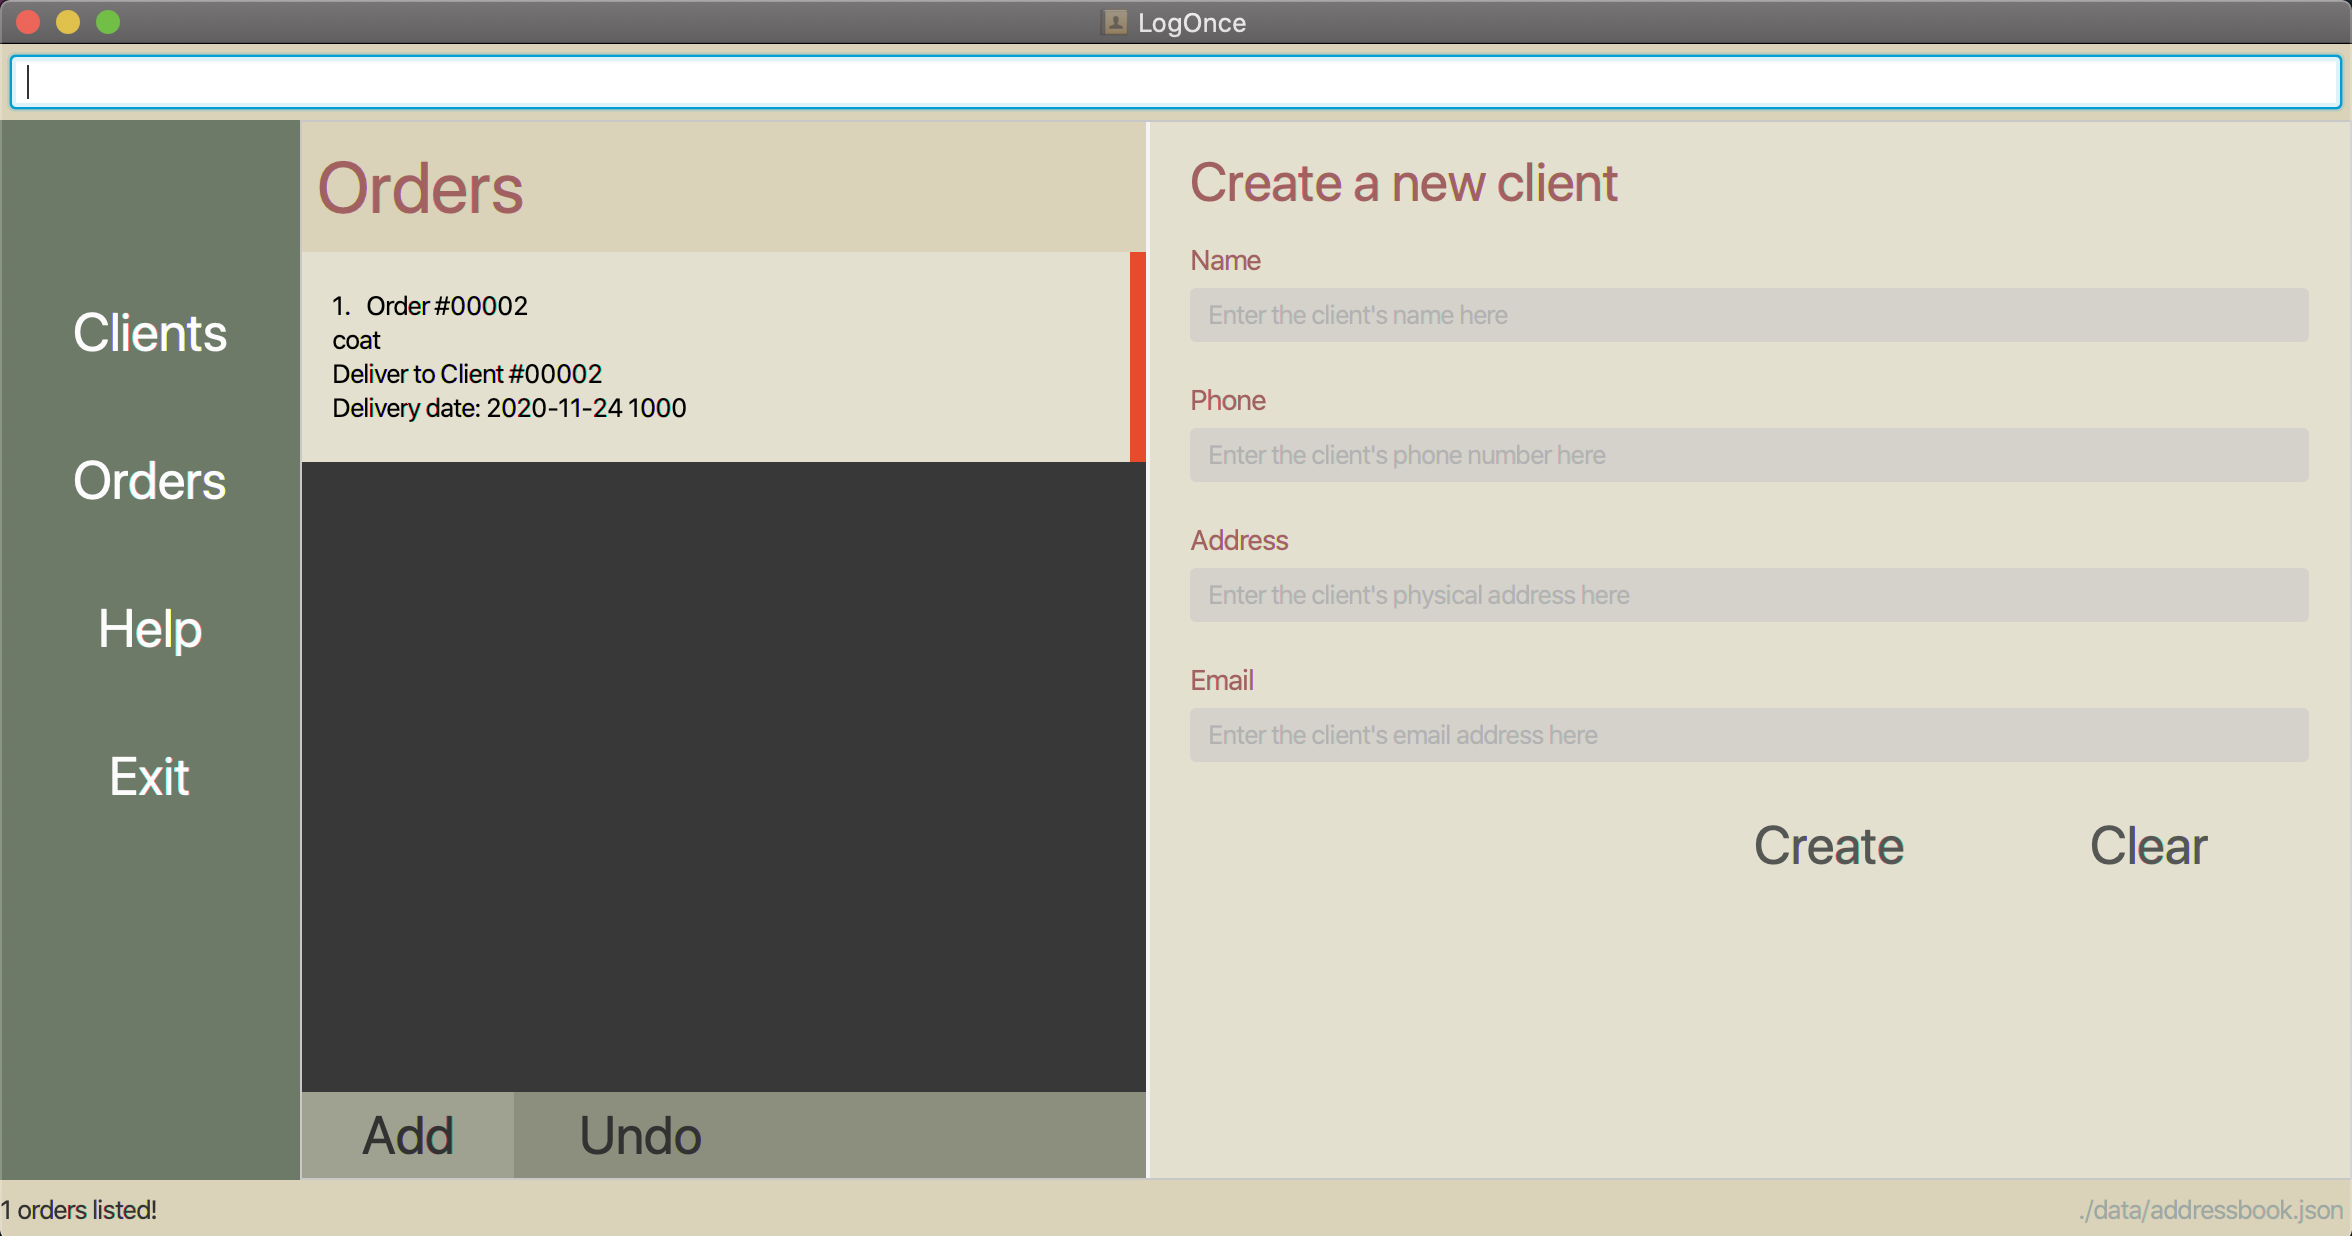 LogOnce
Clients
Orders
Help
Exit
Orders
1. Order #00002
coat
Deliver to Client #00002
Delivery date: 2020-11-24 1000
Add
Undo
Create a new client
Name
Enter the client's name here
Phone
Enter the client's phone number here
Address
Enter the client's physical address here
Email
Enter the client's email address here
Create
Clear
1 orders listed!
./data/addressbook.json